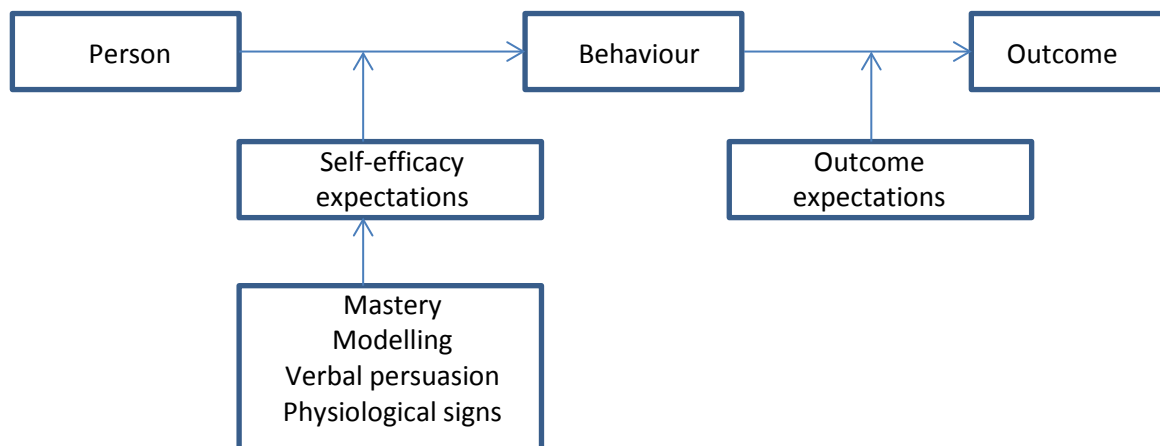 Person
Behaviour
Outcome
Self-efficacy
expectations
Outcome
expectations
Mastery
Modelling
Verbal persuasion
Physiological signs